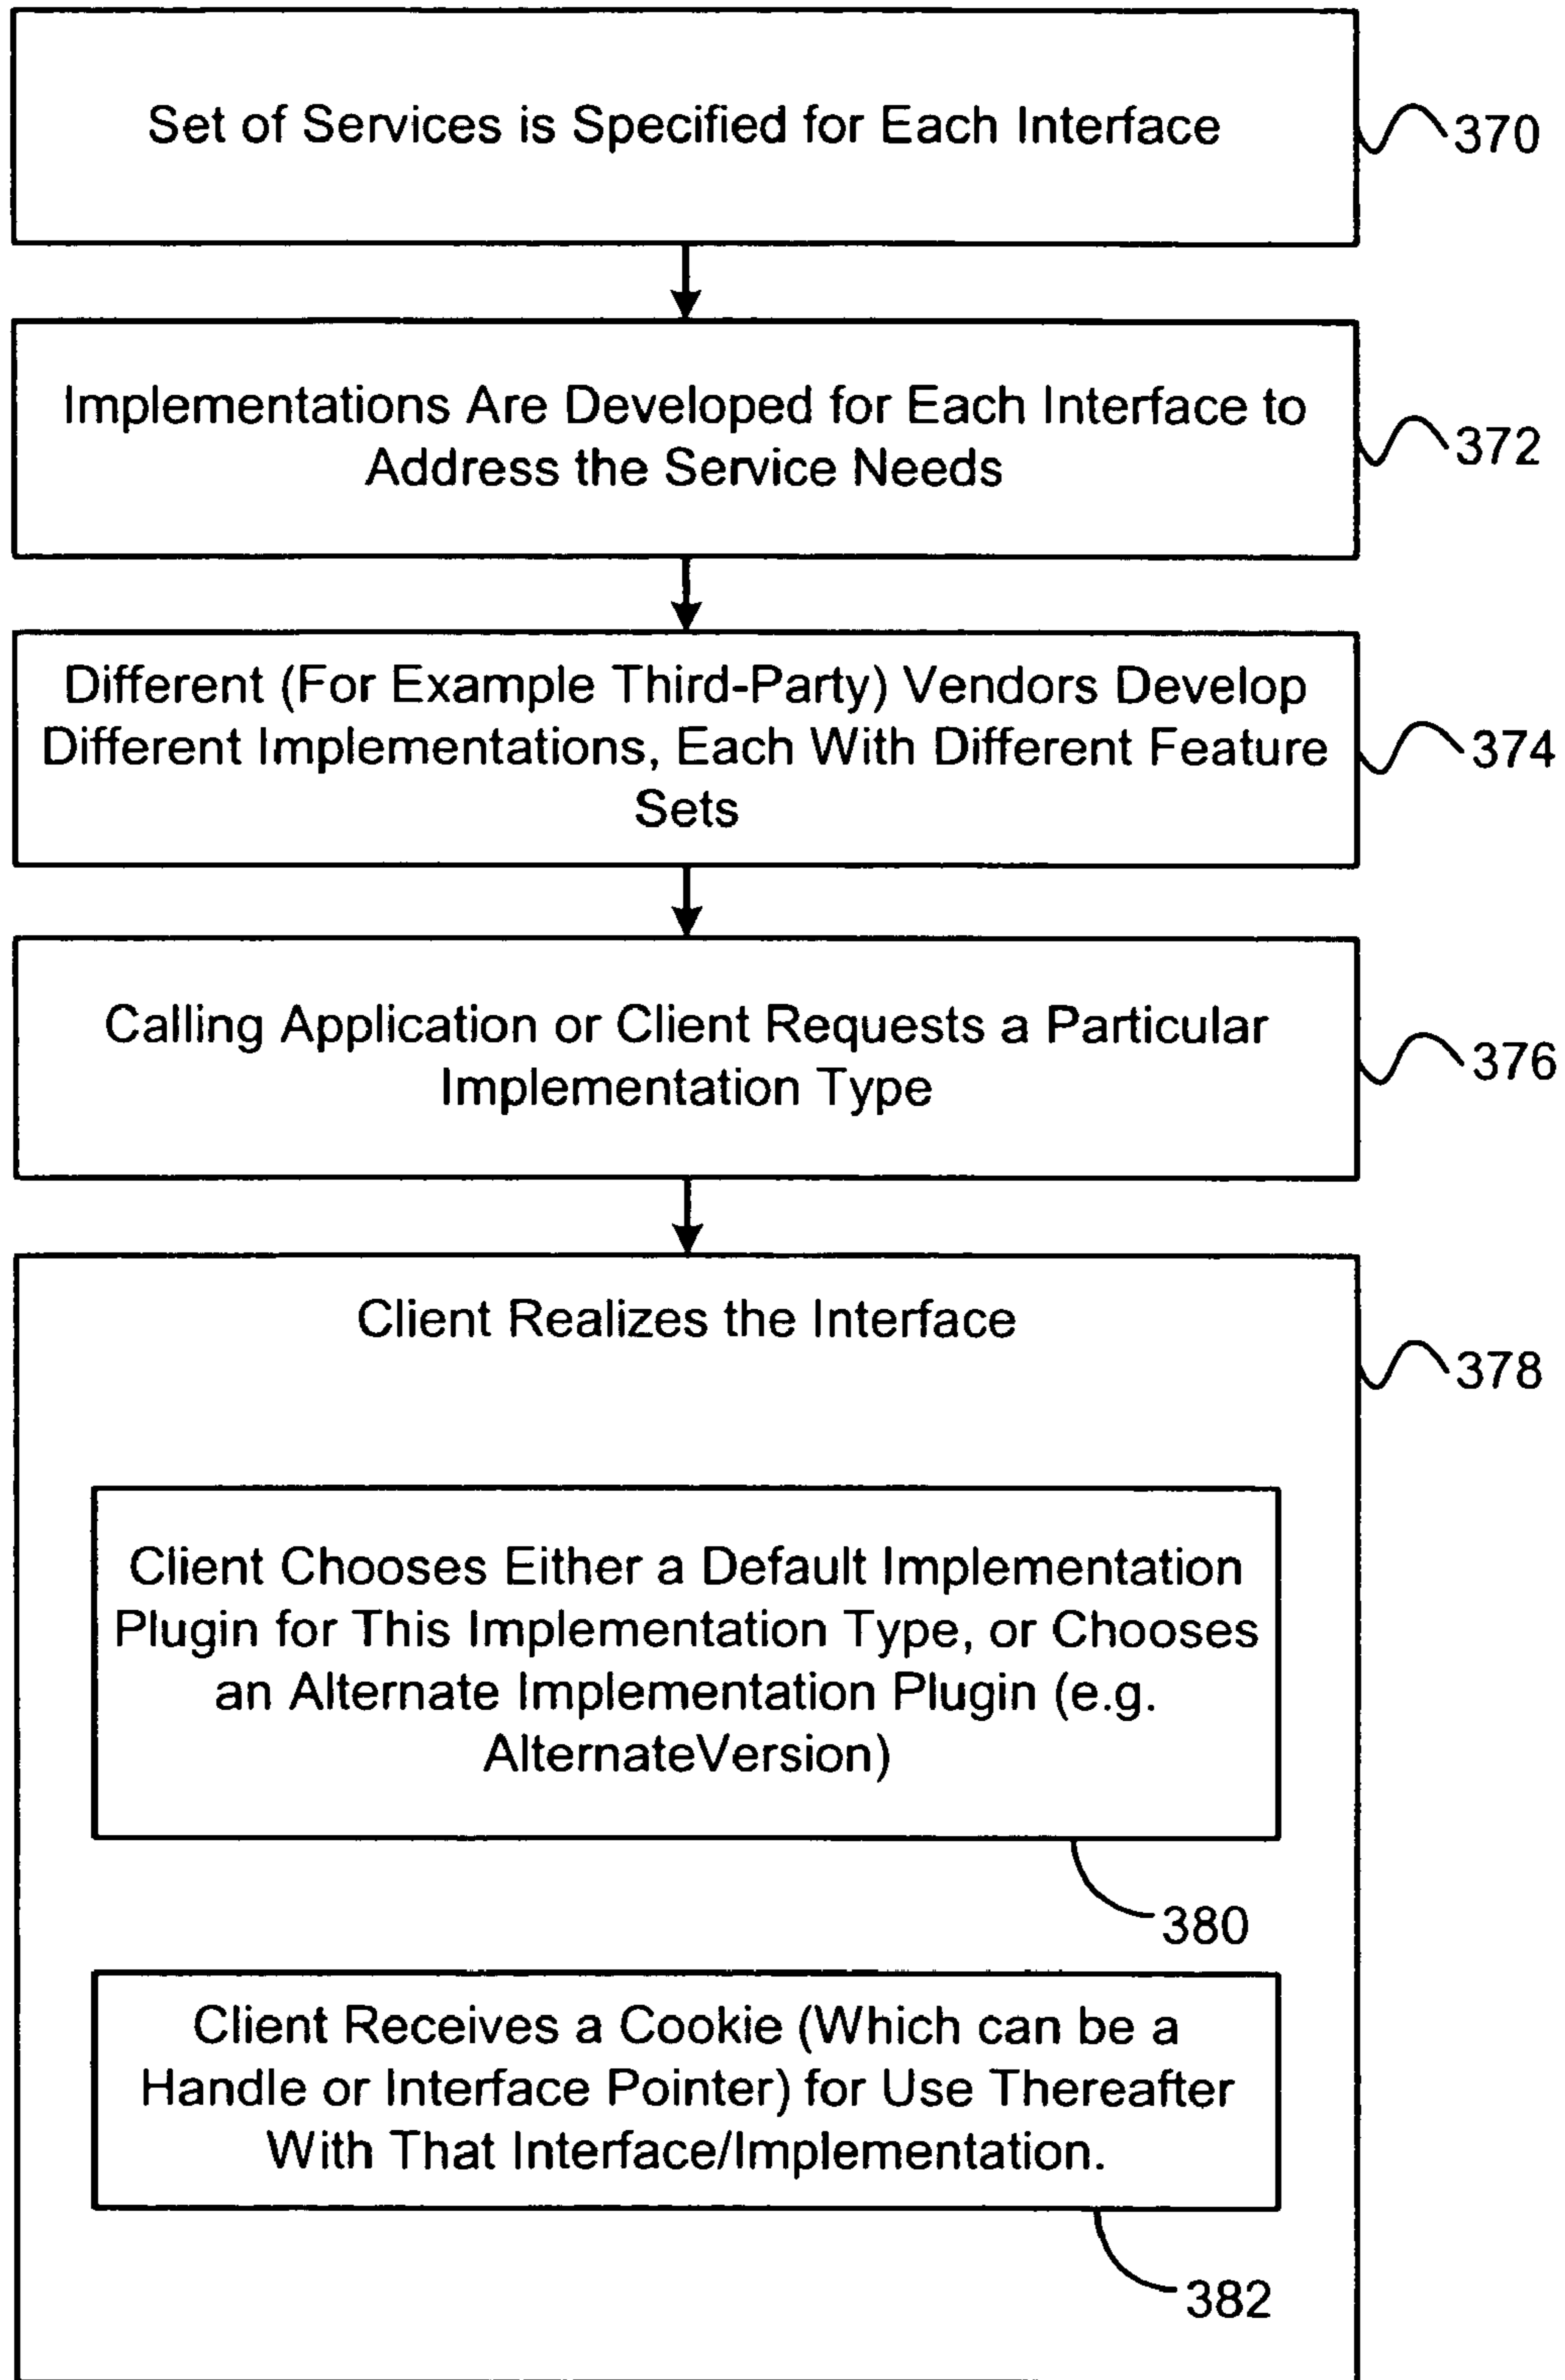 Set of Services is Specified for Each Interface
370
Implementations Are Developed for Each Interface to
Address the Service Needs
372
Different (For Example Third-Party) Vendors Develop
Different Implementations, Each With Different Feature
Sets
374
Calling Application or Client Requests a Particular
Implementation Type
376
Client Realizes the Interface
378
Client Chooses Either a Default Implementation
Plugin for This Implementation Type, or Chooses
an Alternate Implementation Plugin (e.g.
AlternateVersion)
380
Client Receives a Cookie (Which can be a
Handle or Interface Pointer) for Use Thereafter
With That Interface/Implementation.
382